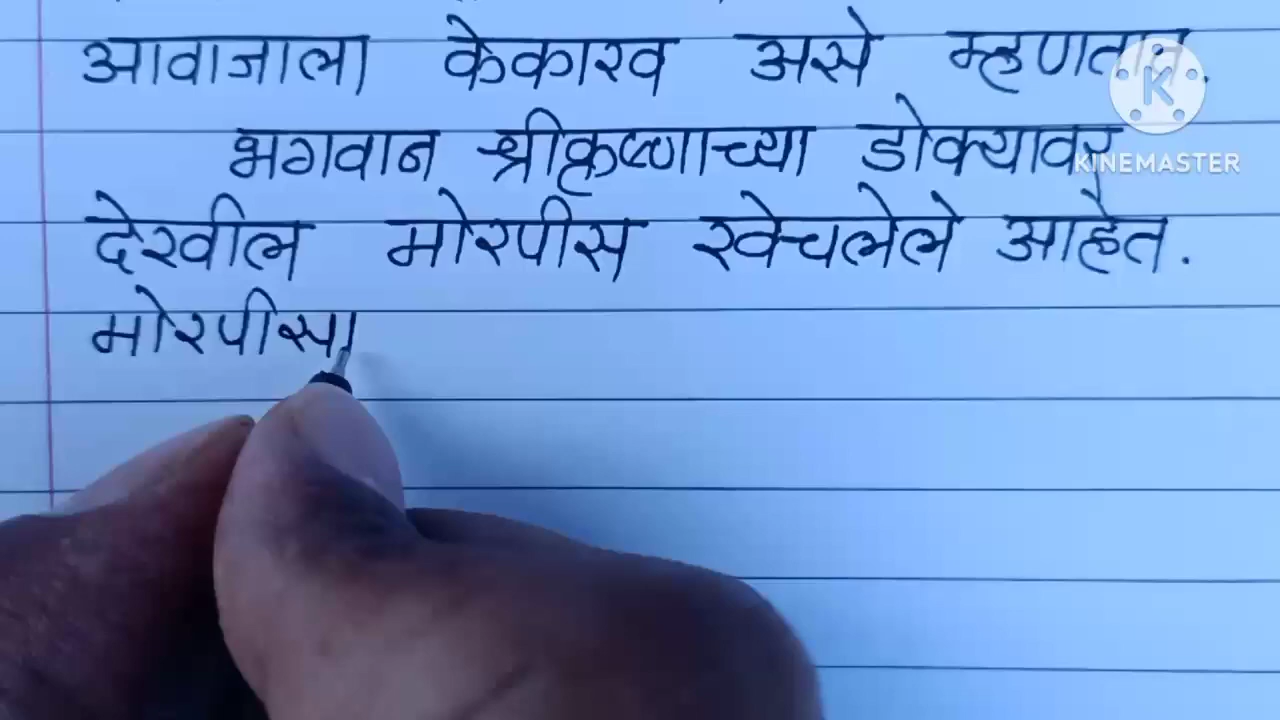 आवाजाला केकारव असे म्हणतात.
भगवान श्रीकृष्णाच्या डोक्यावर
देखील मोरपीस खेचलेले आहेत.
मोरपीसा
K
KINEMASTER